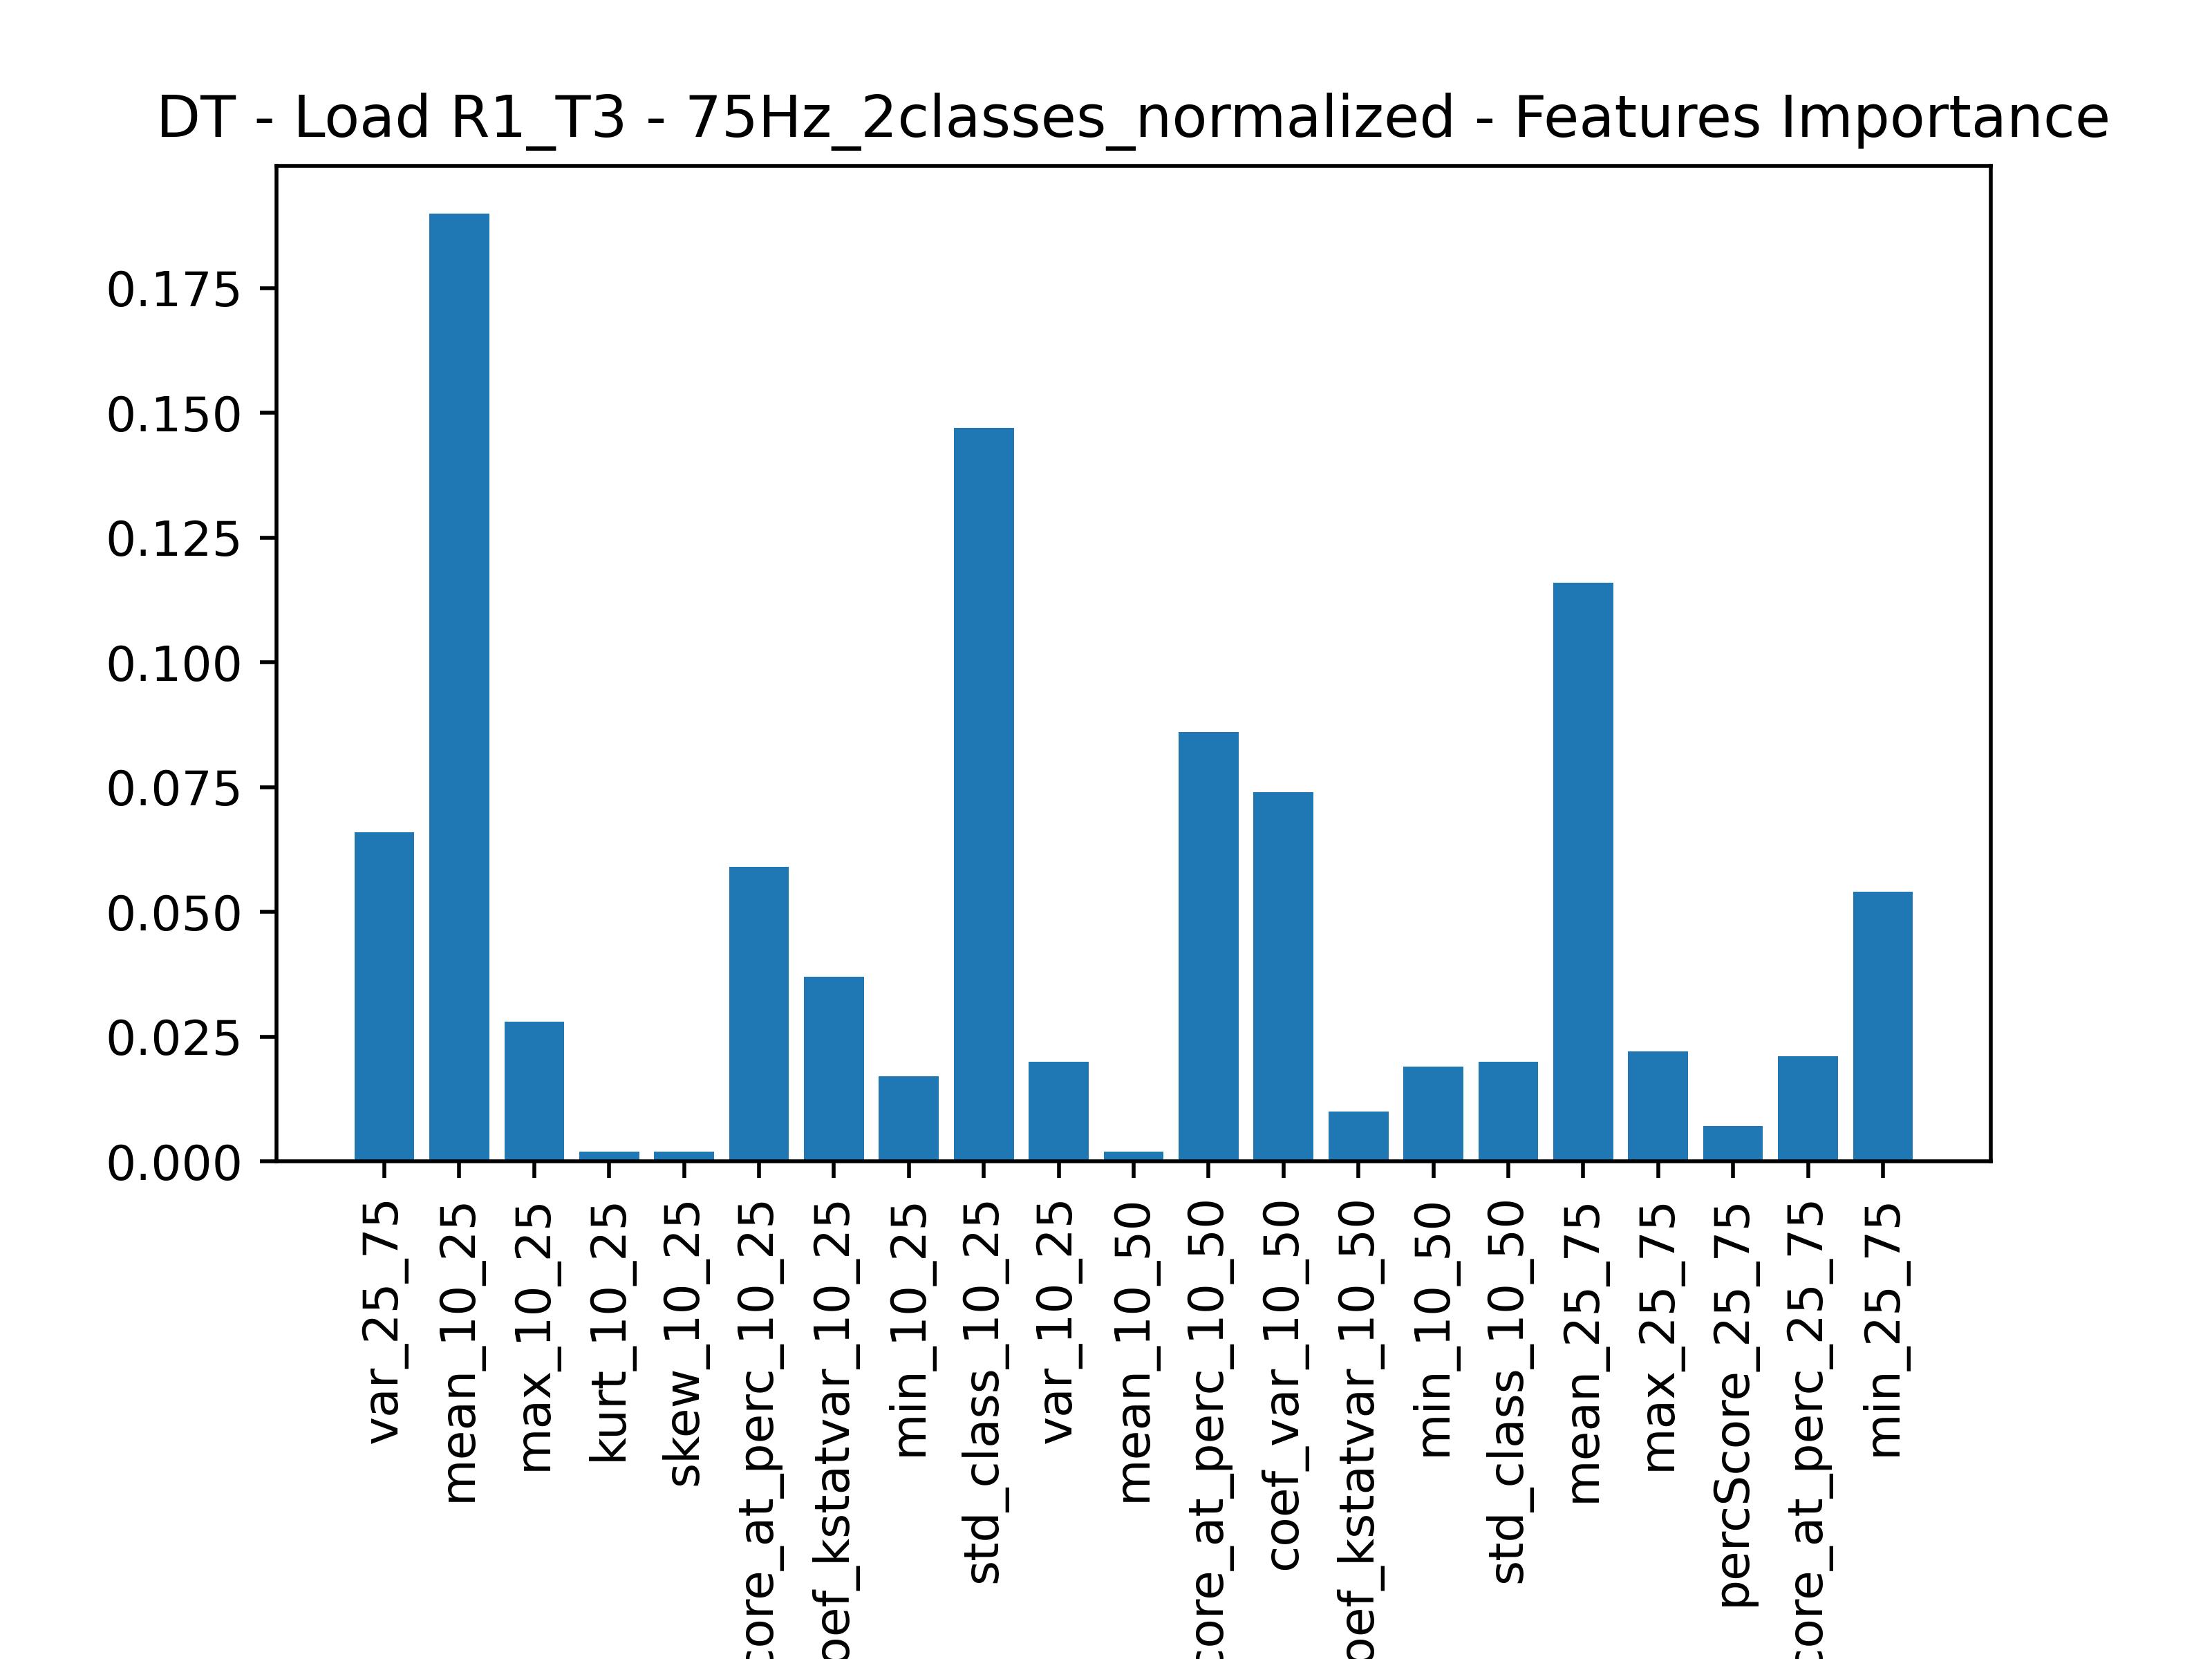 DT - Load R1_T3 - 75Hz_2classes_normalized - Features Importance
0.175
0.150
0.125
0.100
0.075
0.050
0.025
0.000
var_25_75
mean_10_25
max_10_25
kurt_10_25
skew_10_25
core_at_perc_10_25
oef_kstatvar_10_25
min_10_25
std_class_10_25
var_10_25
mean_10_50
core_at_perc_10_50
coef_var_10_50
oef_kstatvar_10_50
min_10_50
std_class_10_50
mean_25_75
max_25_75
percScore_25_75
core_at_perc_25_75
min_25_75